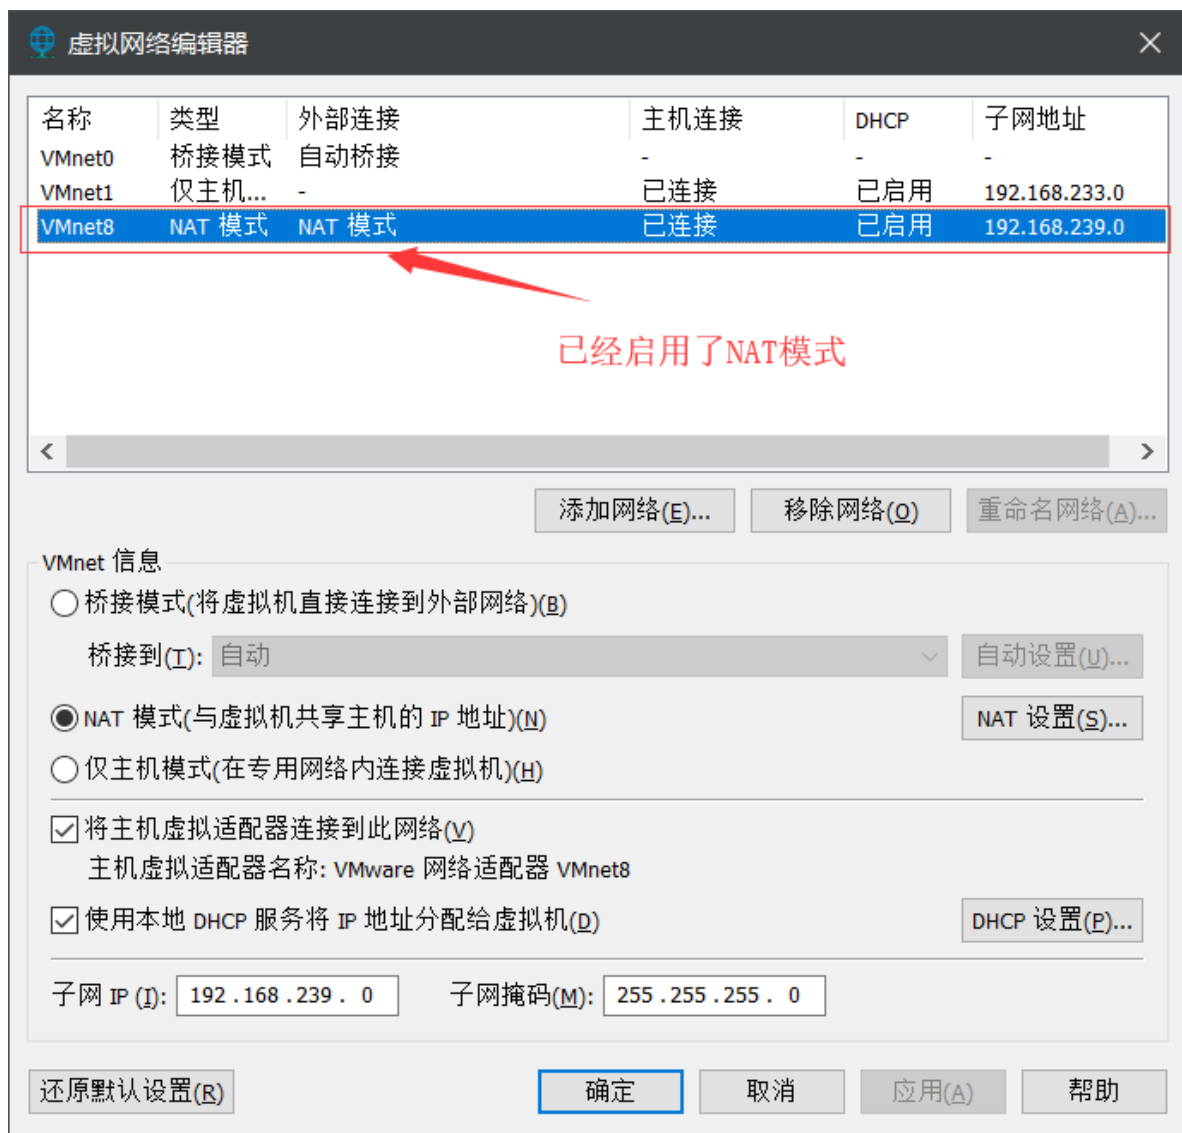 虚拟网络编辑器
名称 类型 外部连接 主机连接 DHCP 子网地址
VMnet0 桥接模式 自动桥接 - - -
VMnet1 仅主机... - 已连接 已启用 192.168.233.0
VMnet8 NAT 模式 NAT 模式 已连接 已启用 192.168.239.0
已经启用了NAT模式
添加网络(E)... 移除网络(O) 重命名网络(A)...
VMnet 信息
桥接模式(将虚拟机直接连接到外部网络)(B)
桥接到(T): 自动 自动设置(U)...
NAT 模式(与虚拟机共享主机的 IP 地址)(N) NAT 设置(S)...
仅主机模式(在专用网络内连接虚拟机)(H)
将主机虚拟适配器连接到此网络(V)
主机虚拟适配器名称: VMware 网络适配器 VMnet8
使用本地 DHCP 服务将 IP 地址分配给虚拟机(D) DHCP 设置(P)...
子网 IP (I): 192.168.239. 0 子网掩码(M): 255.255.255. 0
还原默认设置(R) 确定 取消 应用(A) 帮助